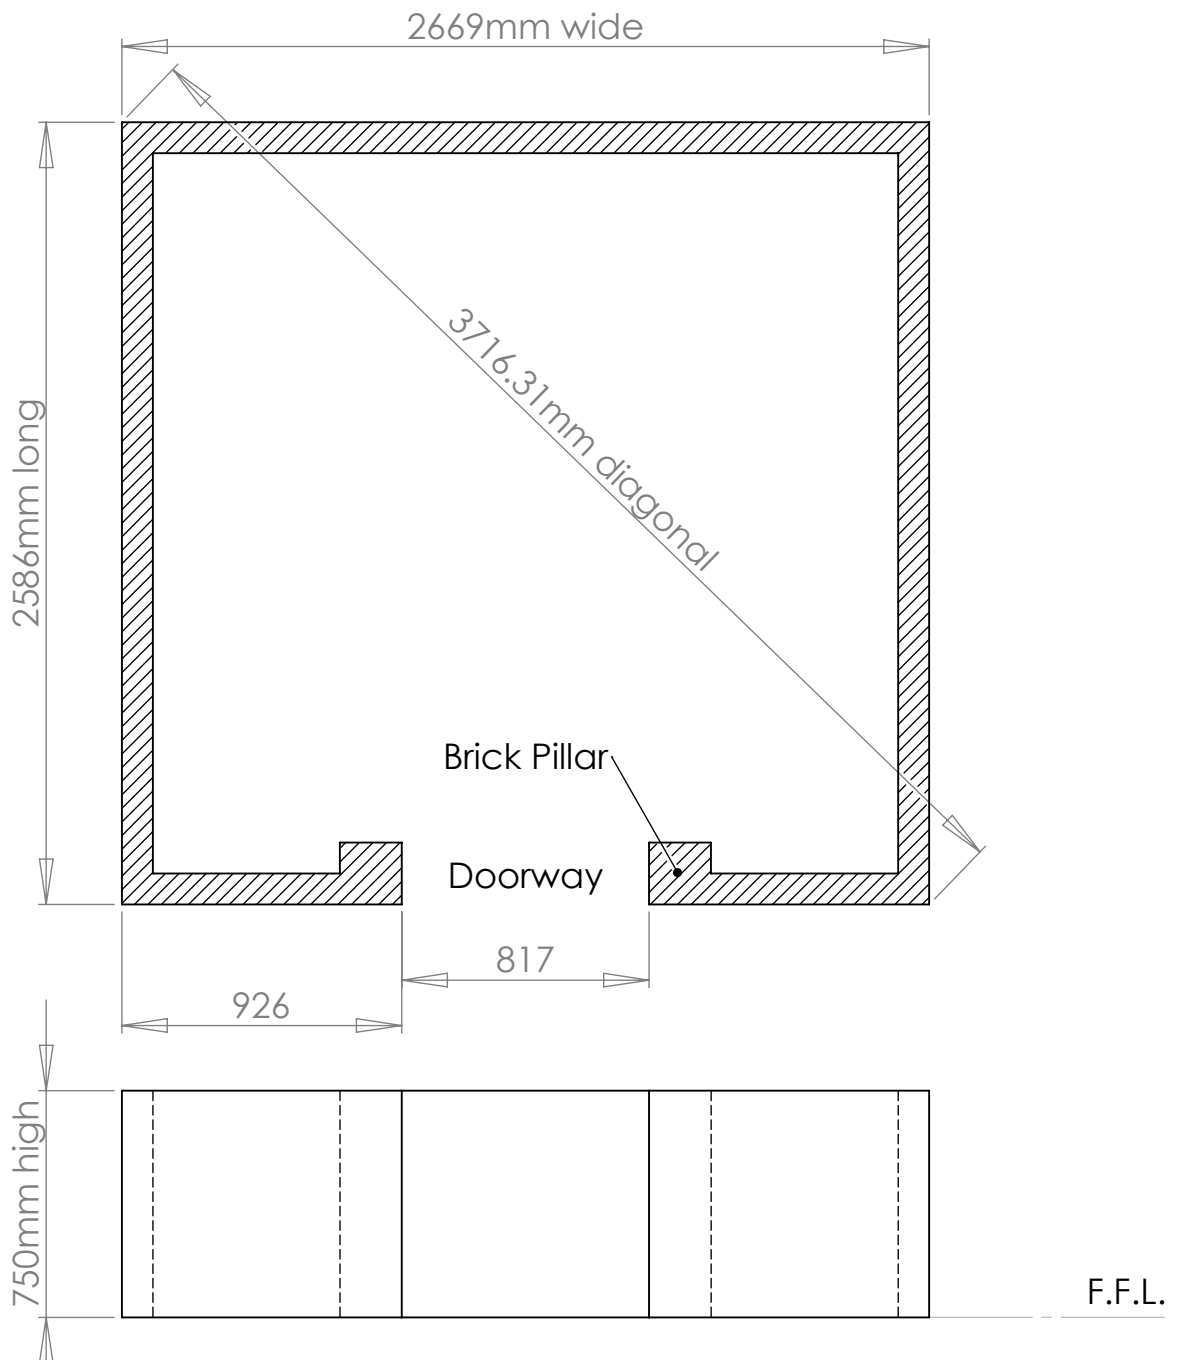 2669mm wide
3716.31mm diagonal
2586mm long
Brick Pillar
Doorway
817
926
750mm high
F.F.L.